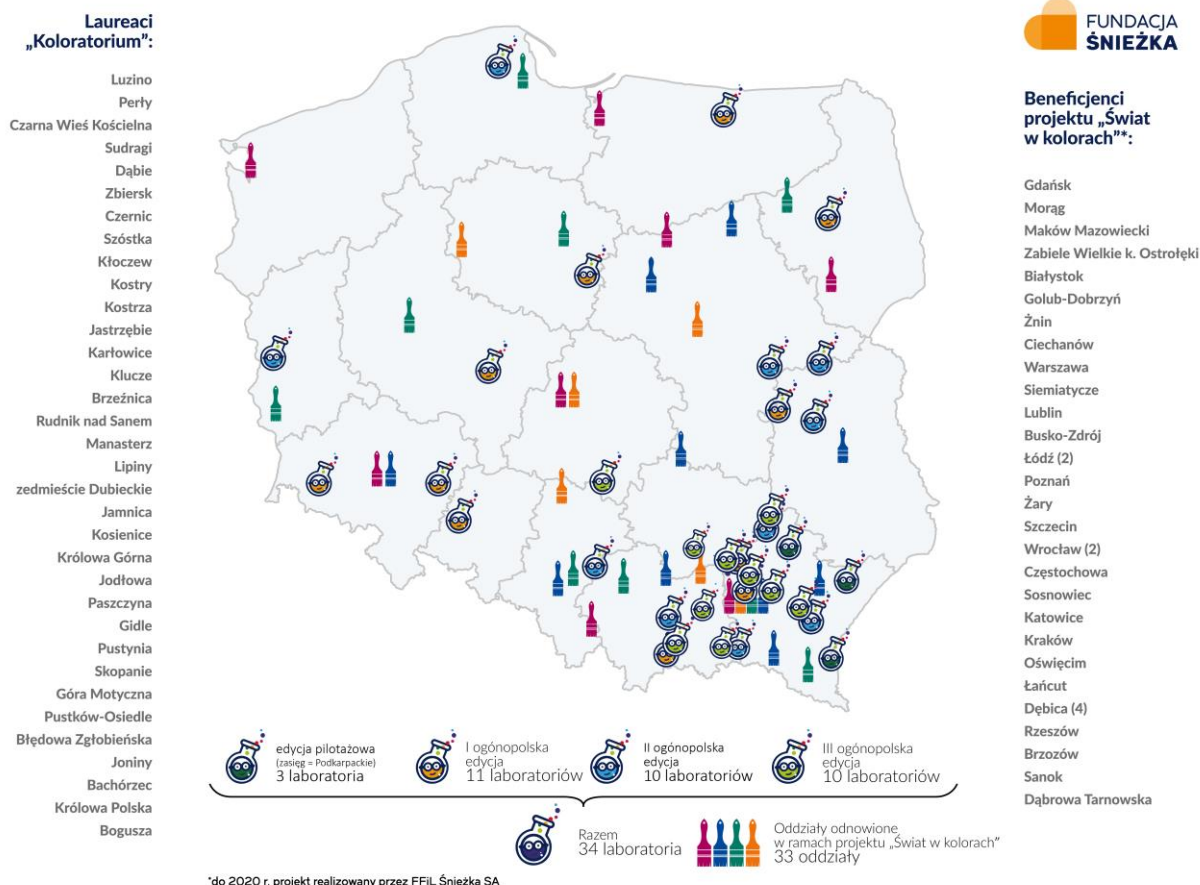 Laureaci
„Koloratorium”:
Luzino
Perły
Czarna Wieś Kościelna
Sudragi
Dąbie
Zbiersk
Czernic
Szóstka
Kłoczew
Kostry
Kostrza
Jastrzębie
Karłowice
Klucze
Brzeźnica
Rudnik nad Sanem
Manasterz
Lipiny
zedmieście Dubieckie
Jamnica
Kosienice
Królowa Górna
Jodłowa
Paszczyna
Gidle
Pustynia
Skopanie
Góra Motyczna
Pustków-Osiedle
Błędowa Zgłobieńska
Joniny
Bachórzec
Królowa Polska
Bogusza
FUNDACJA
ŚNIEŻKA
Beneficjenci
projektu „Świat
w kolorach”*:
Gdańsk
Morąg
Maków Mazowiecki
Zabiele Wielkie k. Ostrołęki
Białystok
Golub-Dobrzyń
Żnin
Ciechanów
Warszawa
Siemiatycze
Lublin
Busko-Zdrój
Łódź (2)
Poznań
Żary
Szczecin
Wrocław (2)
Częstochowa
Sosnowiec
Katowice
Kraków
Oświęcim
Łańcut
Dębica (4)
Rzeszów
Brzozów
Sanok
Dąbrowa Tarnowska
edycja pilotażowa
(zasięg = Podkarpackie)
3 laboratoria
I ogónopolska
edycja
11 laboratoriów
II ogónopolska
edycja
10 laboratoriów
III ogónopolska
edycja
10 laboratoriów
Razem
34 laboratoria
Oddziały odnowione
w ramach projektu „Świat w kolorach”
33 oddziały
*do 2020 r. projekt realizowany przez FFiL Śnieżka SA